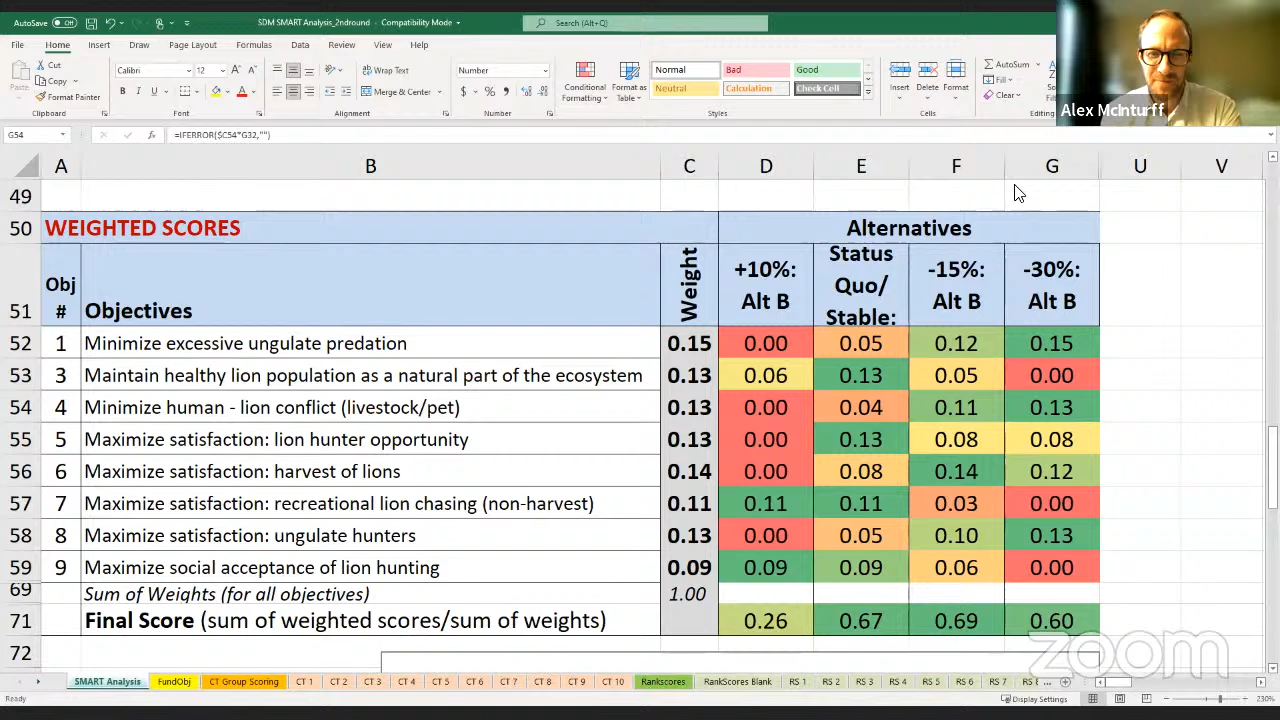 AutoSave Off SDM SMART Analysis_2ndround - Compatibility Mode Search (Alt+Q)
File Home Insert Draw Page Layout Formulas Data Review View Help
Cut
Copy
Format Painter
Paste
Clipboard
Calibri 12
B I U
Font
Wrap Text
Merge & Center
Alignment
Number
$ % ,
Number
Conditional Formatting
Format as Table
Normal Bad Good
Neutral Calculation Check Cell
Styles
Insert Delete Format
Cells
AutoSum
Fill
Clear
Alex McInturff
G54 fx =IFERROR($C54*G32,"")
A B C D E F G U V
49
50 WEIGHTED SCORES Alternatives
51 Obj # Objectives Weight +10%: Alt B Status Quo/ Stable: -15%: Alt B -30%: Alt B
52 1 Minimize excessive ungulate predation 0.15 0.00 0.05 0.12 0.15
53 3 Maintain healthy lion population as a natural part of the ecosystem 0.13 0.06 0.13 0.05 0.00
54 4 Minimize human - lion conflict (livestock/pet) 0.13 0.00 0.04 0.11 0.13
55 5 Maximize satisfaction: lion hunter opportunity 0.13 0.00 0.13 0.08 0.08
56 6 Maximize satisfaction: harvest of lions 0.14 0.00 0.08 0.14 0.12
57 7 Maximize satisfaction: recreational lion chasing (non-harvest) 0.11 0.11 0.11 0.03 0.00
58 8 Maximize satisfaction: ungulate hunters 0.13 0.00 0.05 0.10 0.13
59 9 Maximize social acceptance of lion hunting 0.09 0.09 0.09 0.06 0.00
69 Sum of Weights (for all objectives) 1.00
71 Final Score (sum of weighted scores/sum of weights) 0.26 0.67 0.69 0.60
72
zoom
SMART Analysis FundObj CT Group Scoring CT 1 CT 2 CT 3 CT 4 CT 5 CT 6 CT 7 CT 8 CT 9 CT 10 Rankscores RankScores Blank RS 1 RS 2 RS 3 RS 4 RS 5 RS 6 RS 7 ...
Display Settings 230%